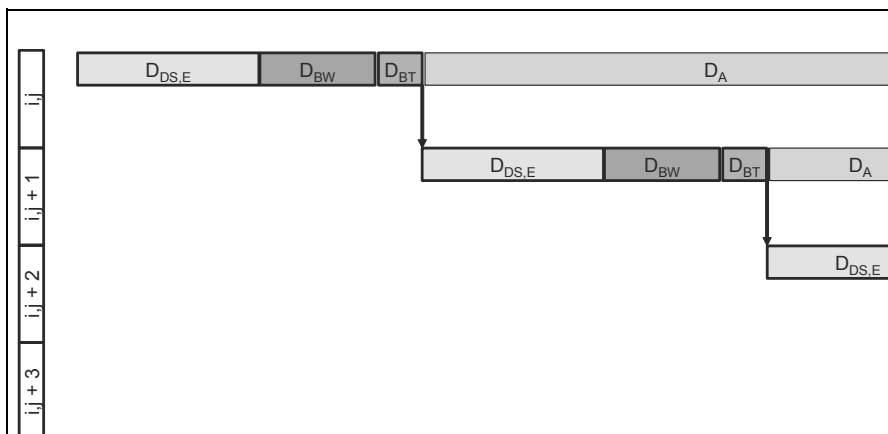 i,j
D_DS,E D_BW D_BT D_A
i,j + 1
D_DS,E D_BW D_BT D_A
i,j + 2
D_DS,E
i,j + 3